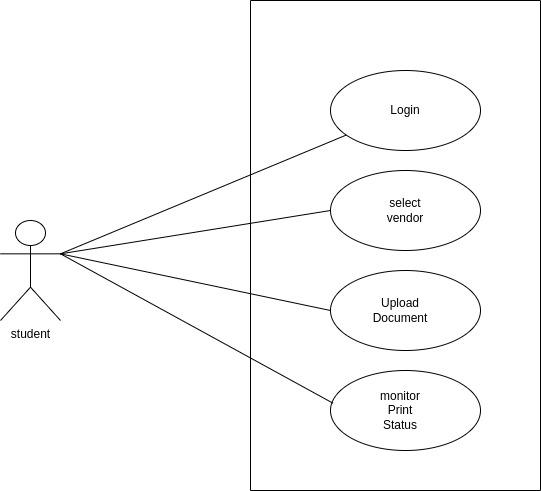 Login
select
vendor
Upload
Document
monitor
Print
Status
student